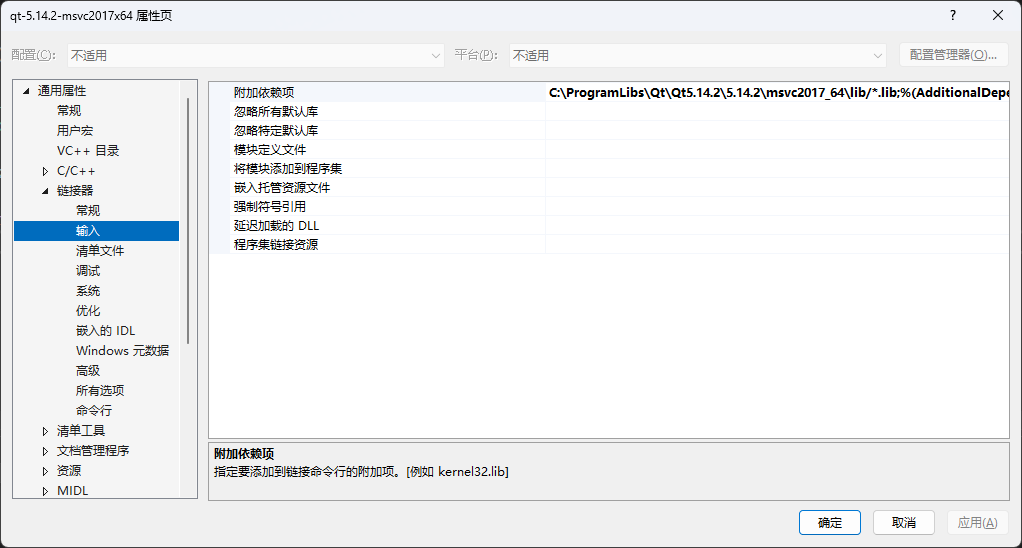 qt-5.14.2-msvc2017x64 属性页
配置(C): 不适用 平台(P): 不适用 配置管理器(O)...
通用属性
常规
用户宏
VC++ 目录
C/C++
链接器
常规
输入
清单文件
调试
系统
优化
嵌入的 IDL
Windows 元数据
高级
所有选项
命令行
清单工具
文档管理程序
资源
MIDL
附加依赖项 C:\ProgramLibs\Qt\Qt5.14.2\5.14.2\msvc2017_64\lib/*.lib;%(AdditionalDepe
忽略所有默认库
忽略特定默认库
模块定义文件
将模块添加到程序集
嵌入托管资源文件
强制符号引用
延迟加载的 DLL
程序集链接资源
附加依赖项
指定要添加到链接命令行的附加项。[例如 kernel32.lib]
确定 取消 应用(A)